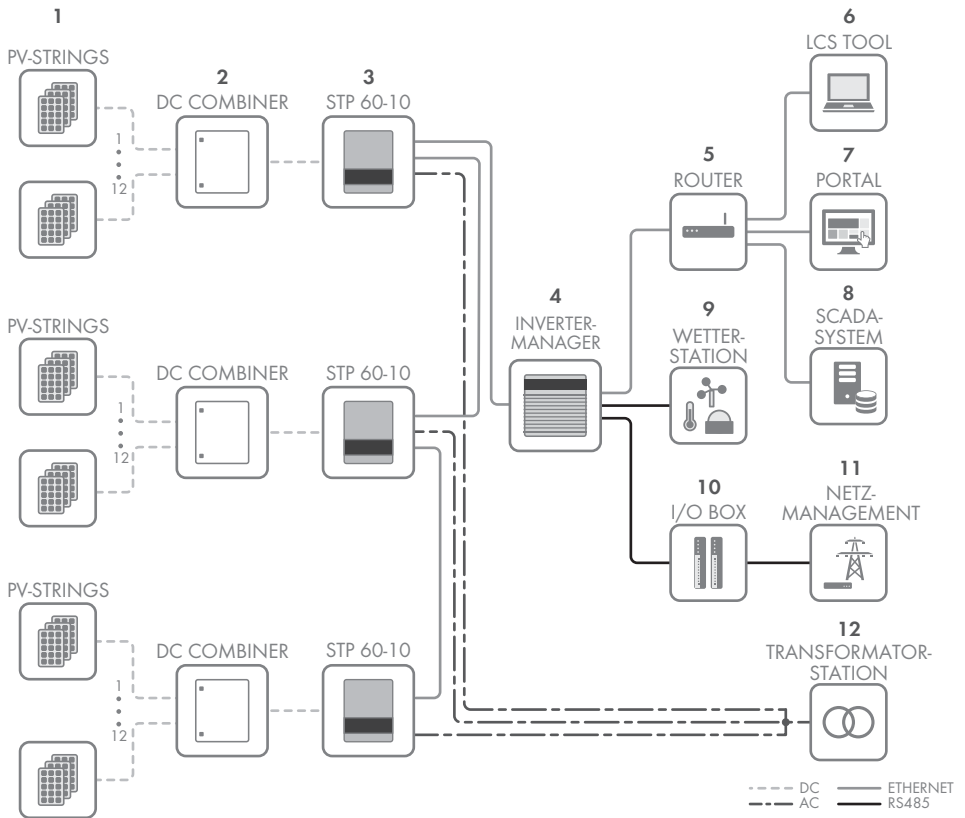 1
PV-STRINGS
2
DC COMBINER
3
STP 60-10
1
12
6
LCS TOOL
5
ROUTER
7
PORTAL
4
INVERTER-
MANAGER
9
WETTER-
STATION
8
SCADA-
SYSTEM
PV-STRINGS
DC COMBINER
STP 60-10
1
12
10
I/O BOX
11
NETZ-
MANAGEMENT
PV-STRINGS
DC COMBINER
STP 60-10
1
12
12
TRANSFORMATOR-
STATION
DC
ETHERNET
AC
RS485